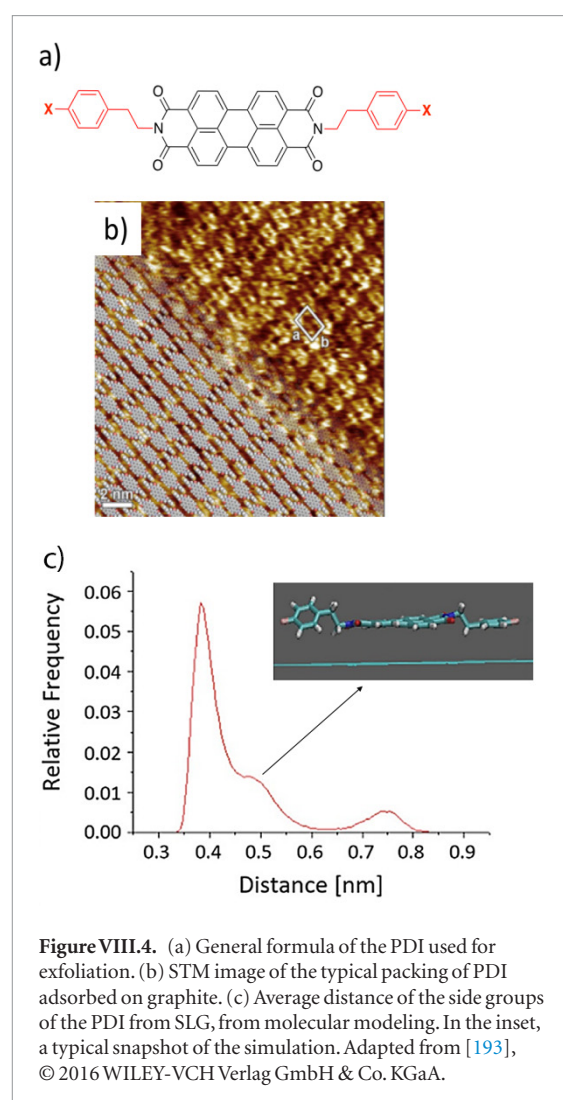 a)
O O
X N N X
O O
b)
a b
2 nm
c)
0.06
0.05
0.04
0.03
0.02
0.01
0.00
Relative Frequency
0.3 0.4 0.5 0.6 0.7 0.8 0.9
Distance [nm]
Figure VIII.4. (a) General formula of the PDI used for
exfoliation. (b) STM image of the typical packing of PDI
adsorbed on graphite. (c) Average distance of the side groups
of the PDI from SLG, from molecular modeling. In the inset,
a typical snapshot of the simulation. Adapted from [193],
© 2016 WILEY-VCH Verlag GmbH & Co. KGaA.